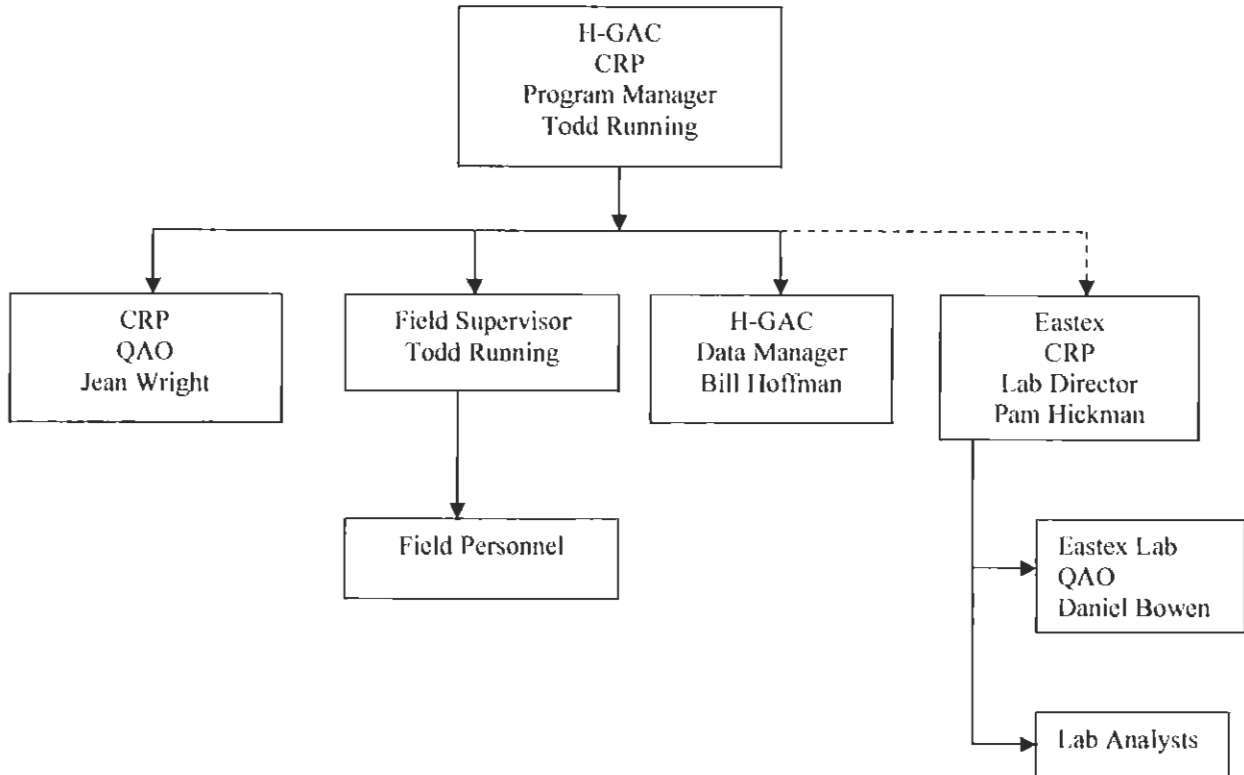 H-GAC
CRP
Program Manager
Todd Running
CRP
QAO
Jean Wright
Field Supervisor
Todd Running
H-GAC
Data Manager
Bill Hoffman
Eastex
CRP
Lab Director
Pam Hickman
Field Personnel
Eastex Lab
QAO
Daniel Bowen
Lab Analysts